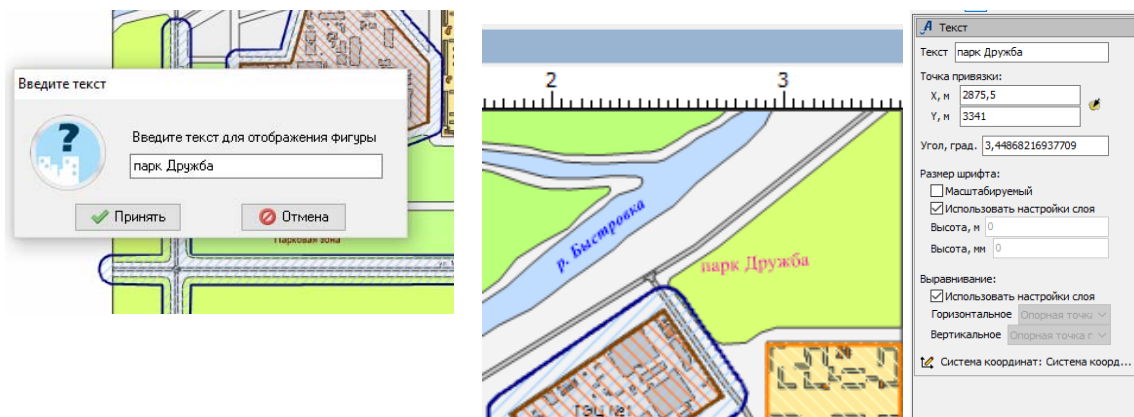 Введите текст
Введите текст для отображения фигуры
парк Дружба
Принять
Отмена
Парковая зона
2
3
р. Быстровка
парк Дружба
ТЭЦ №1
Текст
Текст парк Дружба
Точка привязки:
X, м 2875,5
Y, м 3341
Угол, град. 3,44868216937709
Размер шрифта:
Масштабируемый
Использовать настройки слоя
Высота, м 0
Высота, мм 0
Выравнивание:
Использовать настройки слоя
Горизонтальное Опорная точка
Вертикальное Опорная точка г
Система координат: Система коорд...